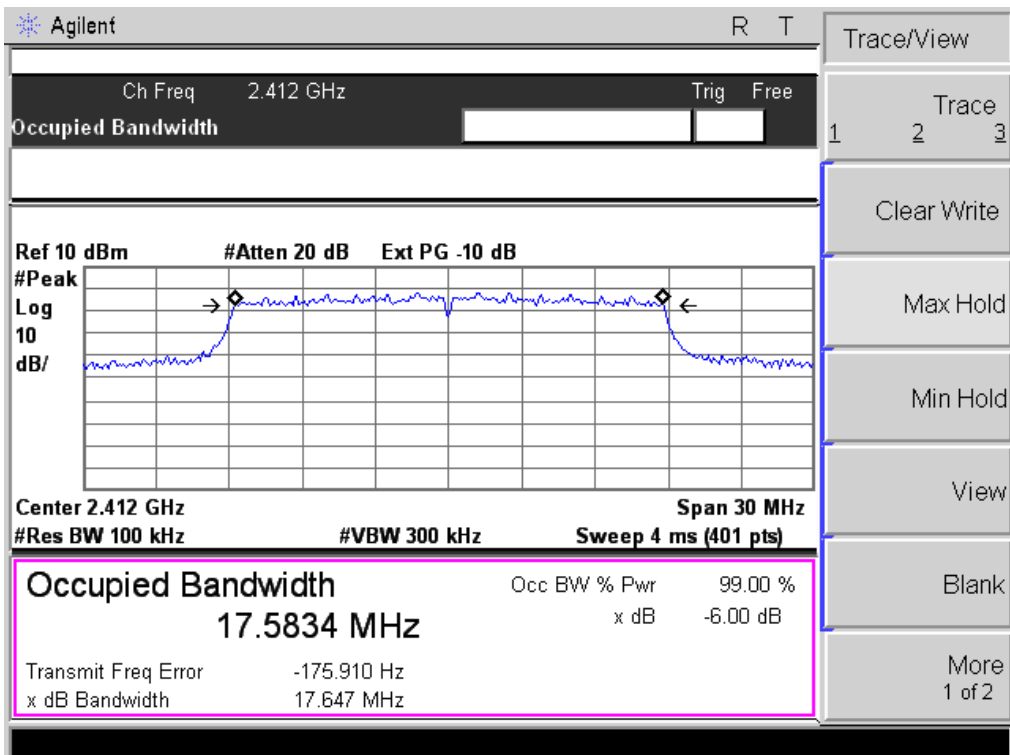 Agilent R T
Trace/View
Ch Freq 2.412 GHz Trig Free
Occupied Bandwidth
Trace
1 2 3
Clear Write
Ref 10 dBm #Atten 20 dB Ext PG -10 dB
#Peak
Log
10
dB/
Max Hold
Min Hold
View
Center 2.412 GHz Span 30 MHz
#Res BW 100 kHz #VBW 300 kHz Sweep 4 ms (401 pts)
Occupied Bandwidth
17.5834 MHz
Occ BW % Pwr 99.00 %
x dB -6.00 dB
Transmit Freq Error -175.910 Hz
x dB Bandwidth 17.647 MHz
Blank
More
1 of 2